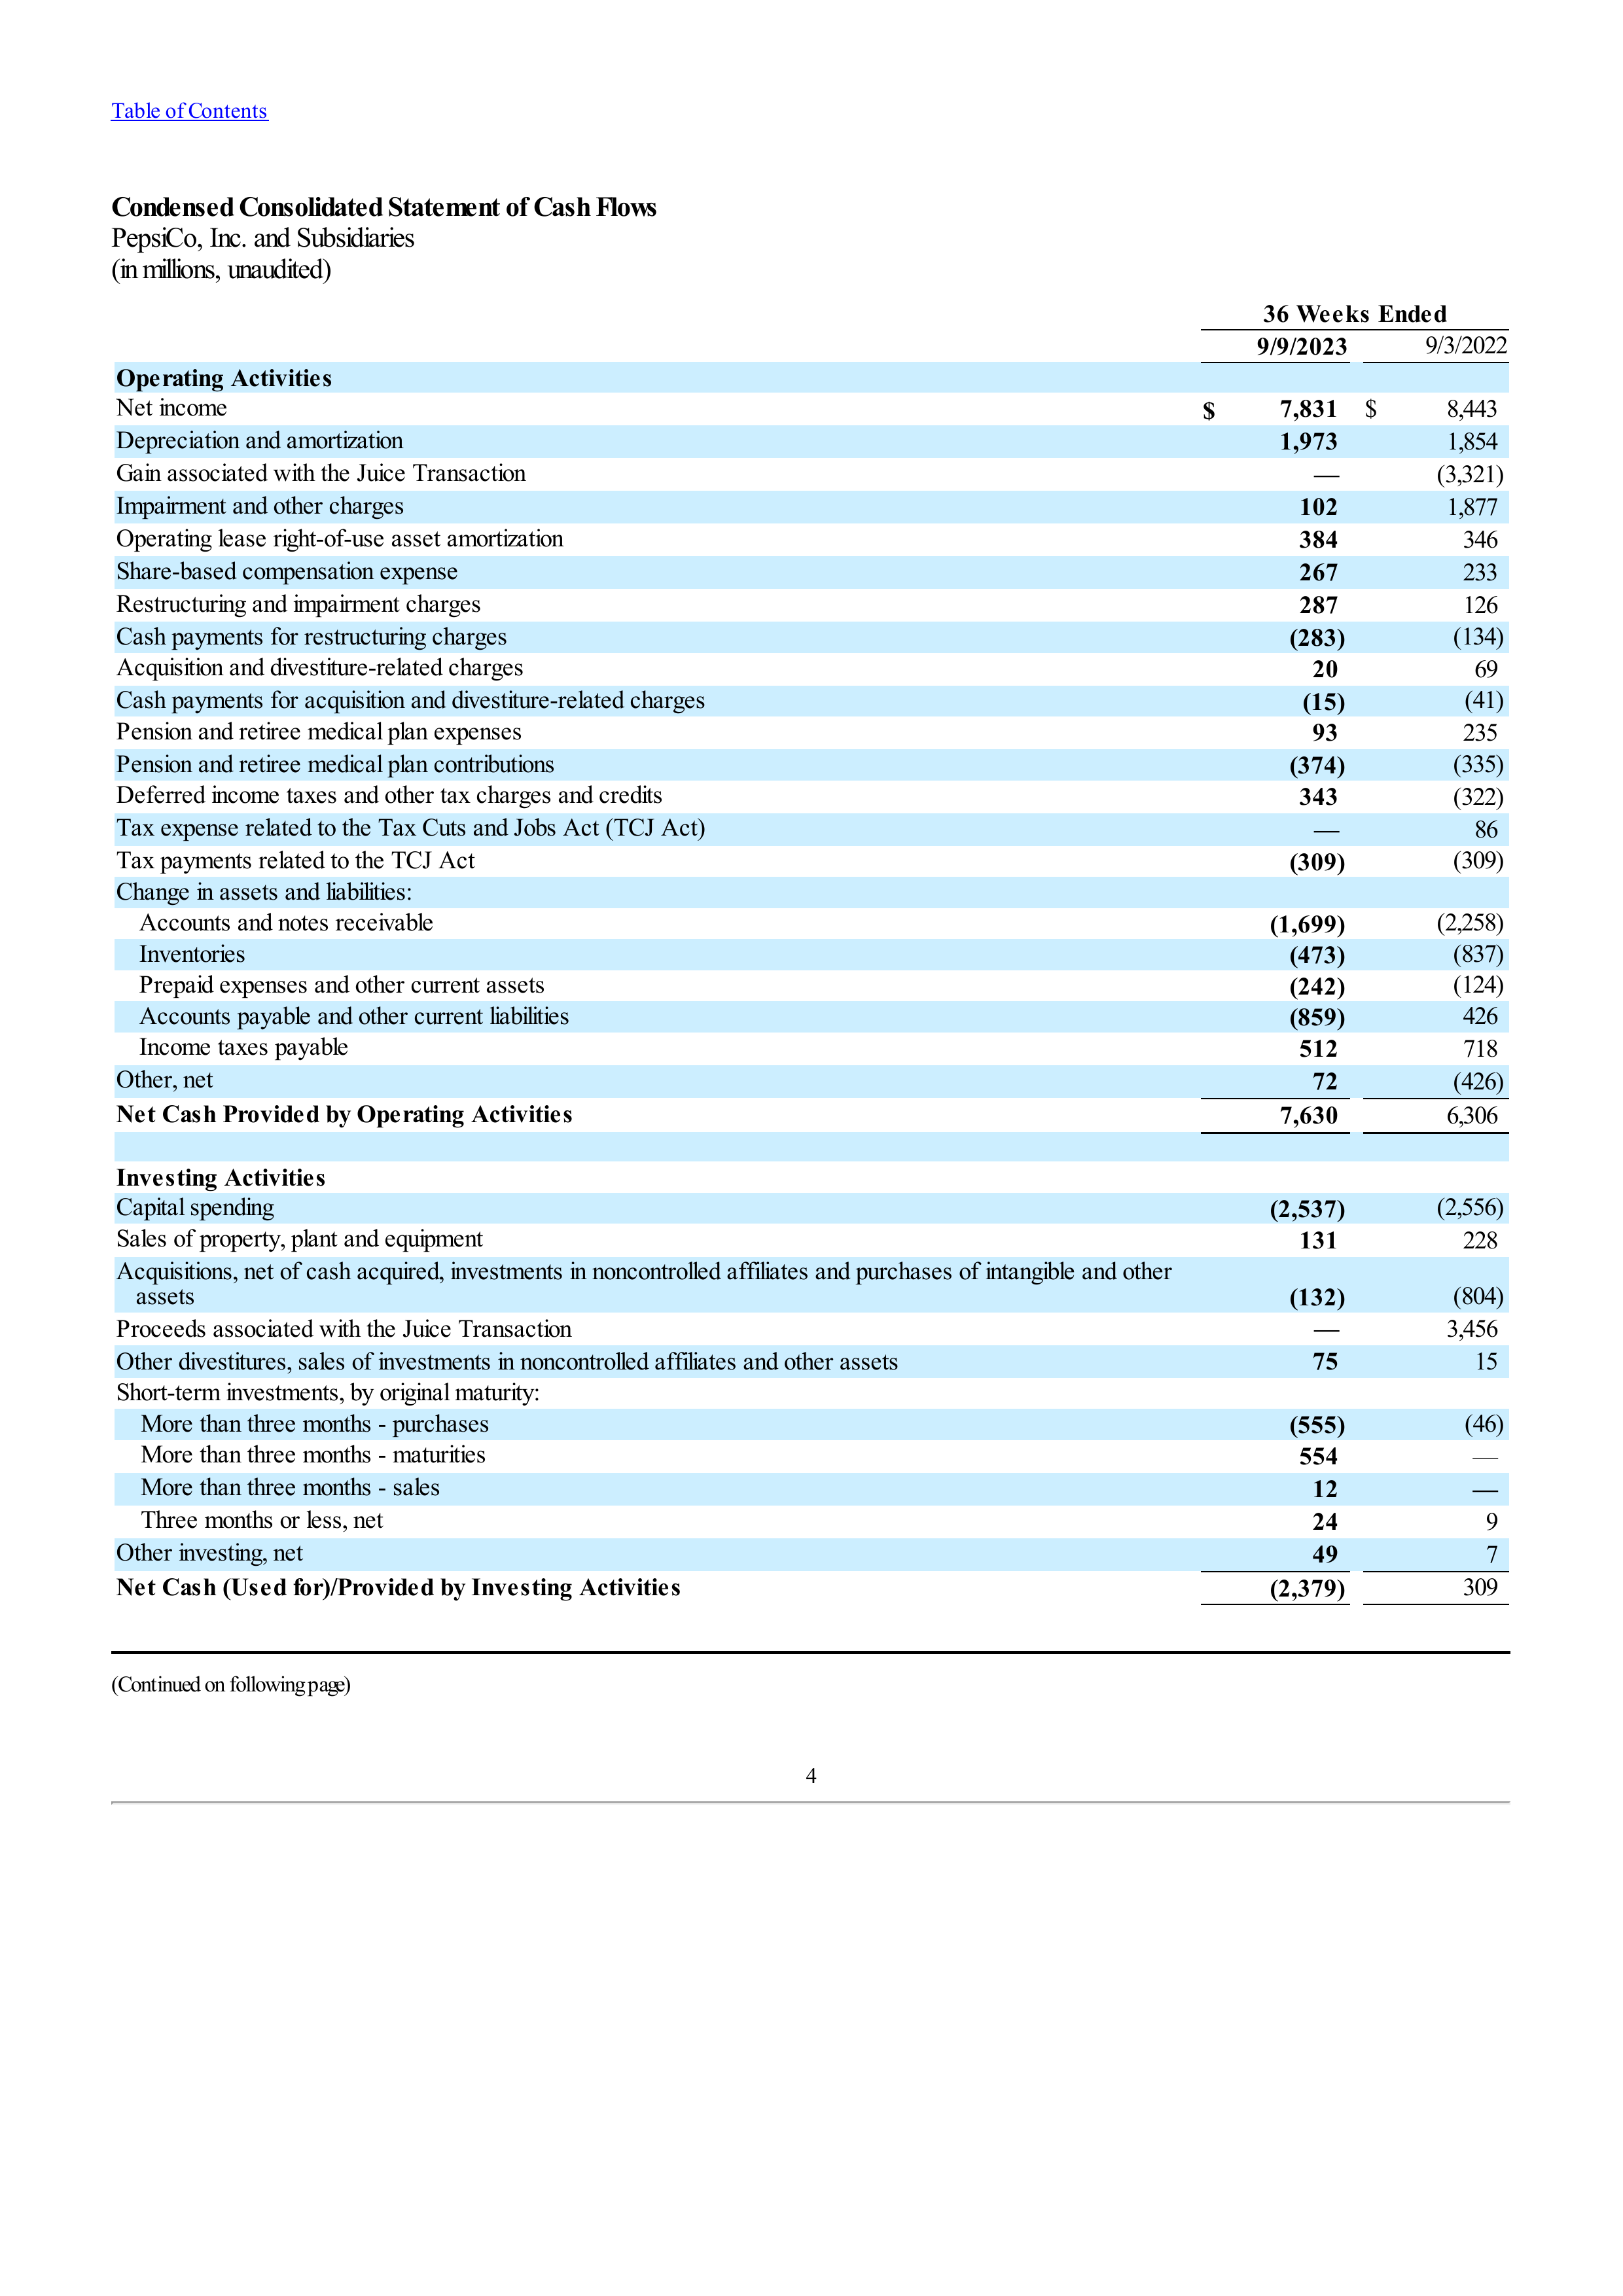 Table of Contents
Condensed Consolidated Statement of Cash Flows
PepsiCo, Inc. and Subsidiaries
(in millions, unaudited)
36 Weeks Ended
9/9/2023 9/3/2022
Operating Activities
Net income $ 7,831 $ 8,443
Depreciation and amortization 1,973 1,854
Gain associated with the Juice Transaction — (3,321)
Impairment and other charges 102 1,877
Operating lease right-of-use asset amortization 384 346
Share-based compensation expense 267 233
Restructuring and impairment charges 287 126
Cash payments for restructuring charges (283) (134)
Acquisition and divestiture-related charges 20 69
Cash payments for acquisition and divestiture-related charges (15) (41)
Pension and retiree medical plan expenses 93 235
Pension and retiree medical plan contributions (374) (335)
Deferred income taxes and other tax charges and credits 343 (322)
Tax expense related to the Tax Cuts and Jobs Act (TCJ Act) — 86
Tax payments related to the TCJ Act (309) (309)
Change in assets and liabilities:
Accounts and notes receivable (1,699) (2,258)
Inventories (473) (837)
Prepaid expenses and other current assets (242) (124)
Accounts payable and other current liabilities (859) 426
Income taxes payable 512 718
Other, net 72 (426)
Net Cash Provided by Operating Activities 7,630 6,306
Investing Activities
Capital spending (2,537) (2,556)
Sales of property, plant and equipment 131 228
Acquisitions, net of cash acquired, investments in noncontrolled affiliates and purchases of intangible and other
assets (132) (804)
Proceeds associated with the Juice Transaction — 3,456
Other divestitures, sales of investments in noncontrolled affiliates and other assets 75 15
Short-term investments, by original maturity:
More than three months - purchases (555) (46)
More than three months - maturities 554 —
More than three months - sales 12 —
Three months or less, net 24 9
Other investing, net 49 7
Net Cash (Used for)/Provided by Investing Activities (2,379) 309
(Continued on following page)
4